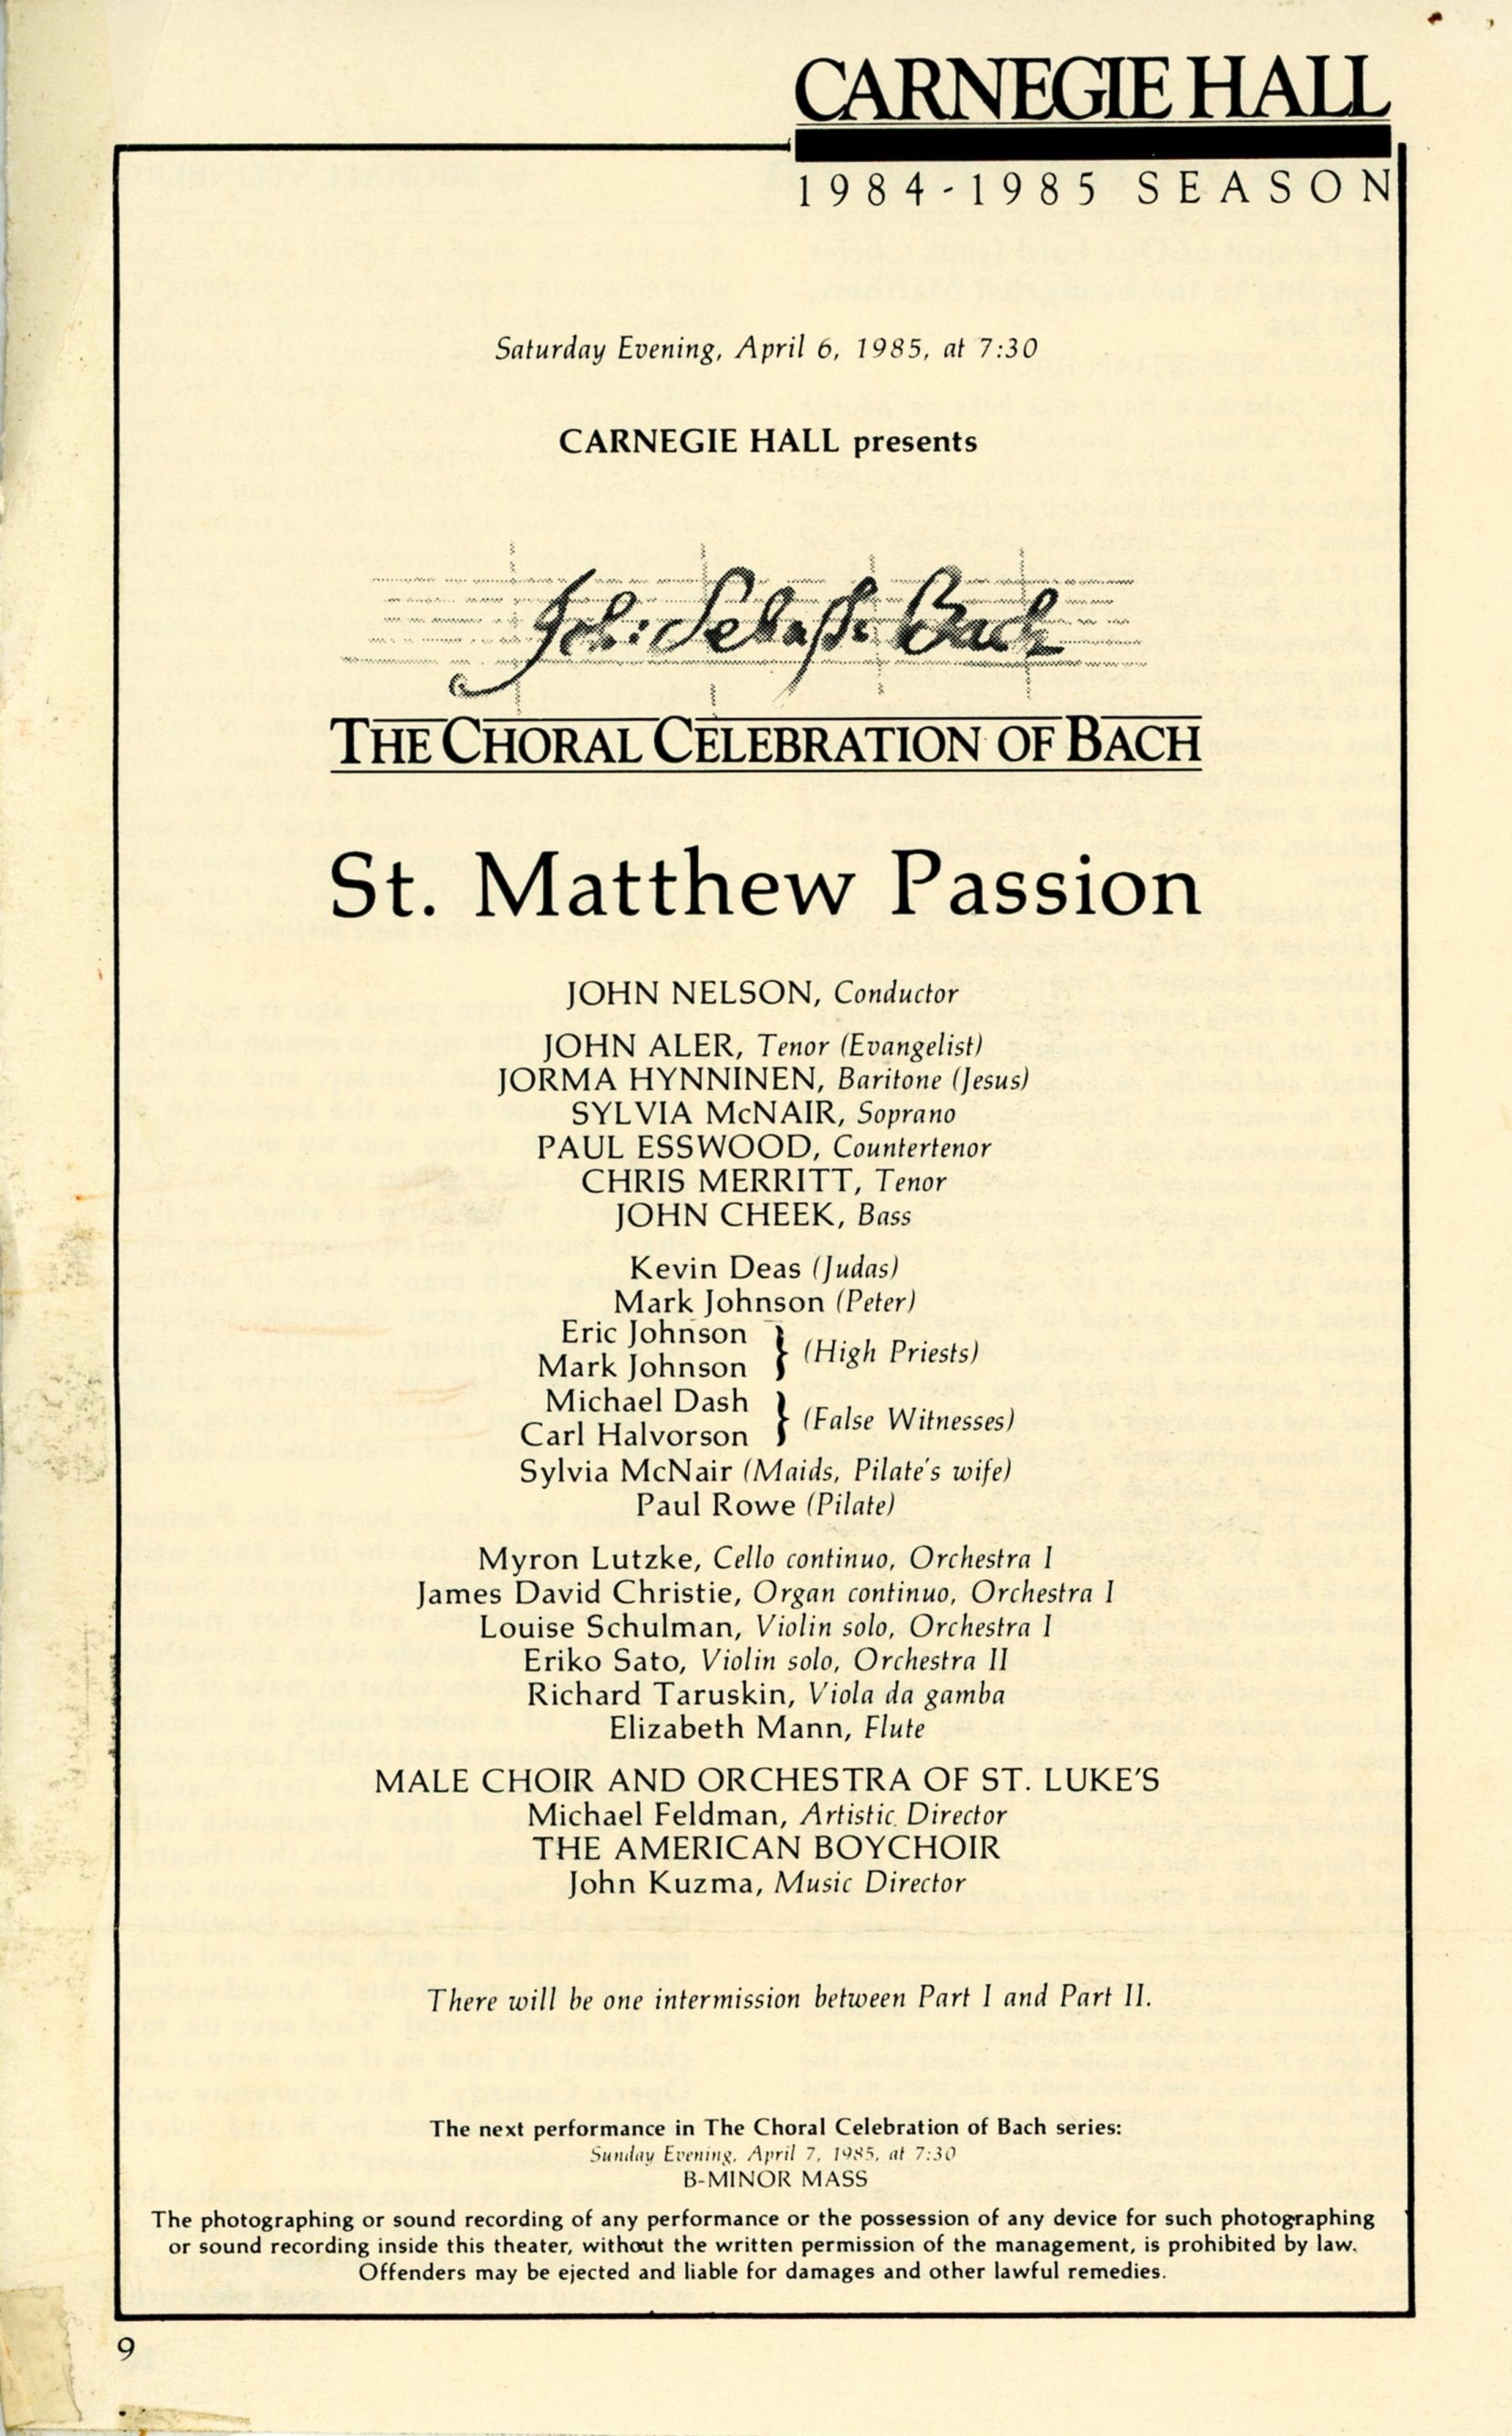 CARNEGIE HALL
1984-1985 SEASON
Saturday Evening, April 6, 1985, at 7:30
CARNEGIE HALL presents
Joh: Sebast: Bach
THE CHORAL CELEBRATION OF BACH
St. Matthew Passion
JOHN NELSON, Conductor
JOHN ALER, Tenor (Evangelist)
JORMA HYNNINEN, Baritone (Jesus)
SYLVIA McNAIR, Soprano
PAUL ESSWOOD, Countertenor
CHRIS MERRITT, Tenor
JOHN CHEEK, Bass
Kevin Deas (Judas)
Mark Johnson (Peter)
Eric Johnson
Mark Johnson } (High Priests)
Michael Dash
Carl Halvorson } (False Witnesses)
Sylvia McNair (Maids, Pilate's wife)
Paul Rowe (Pilate)
Myron Lutzke, Cello continuo, Orchestra I
James David Christie, Organ continuo, Orchestra I
Louise Schulman, Violin solo, Orchestra I
Eriko Sato, Violin solo, Orchestra II
Richard Taruskin, Viola da gamba
Elizabeth Mann, Flute
MALE CHOIR AND ORCHESTRA OF ST. LUKE'S
Michael Feldman, Artistic Director
THE AMERICAN BOYCHOIR
John Kuzma, Music Director
There will be one intermission between Part I and Part II.
The next performance in The Choral Celebration of Bach series:
Sunday Evening, April 7, 1985, at 7:30
B-MINOR MASS
The photographing or sound recording of any performance or the possession of any device for such photographing
or sound recording inside this theater, without the written permission of the management, is prohibited by law.
Offenders may be ejected and liable for damages and other lawful remedies.
9